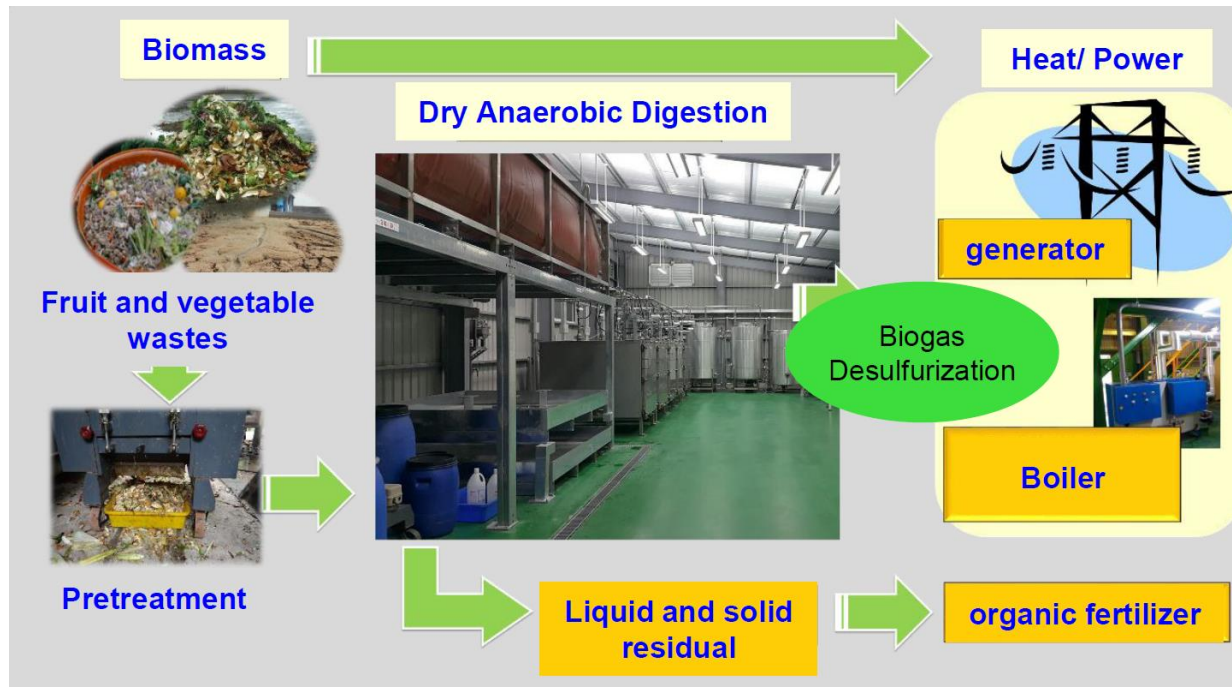 Biomass
Heat/ Power
Dry Anaerobic Digestion
generator
Fruit and vegetable
wastes
Biogas
Desulfurization
Boiler
Pretreatment
Liquid and solid
residual
organic fertilizer